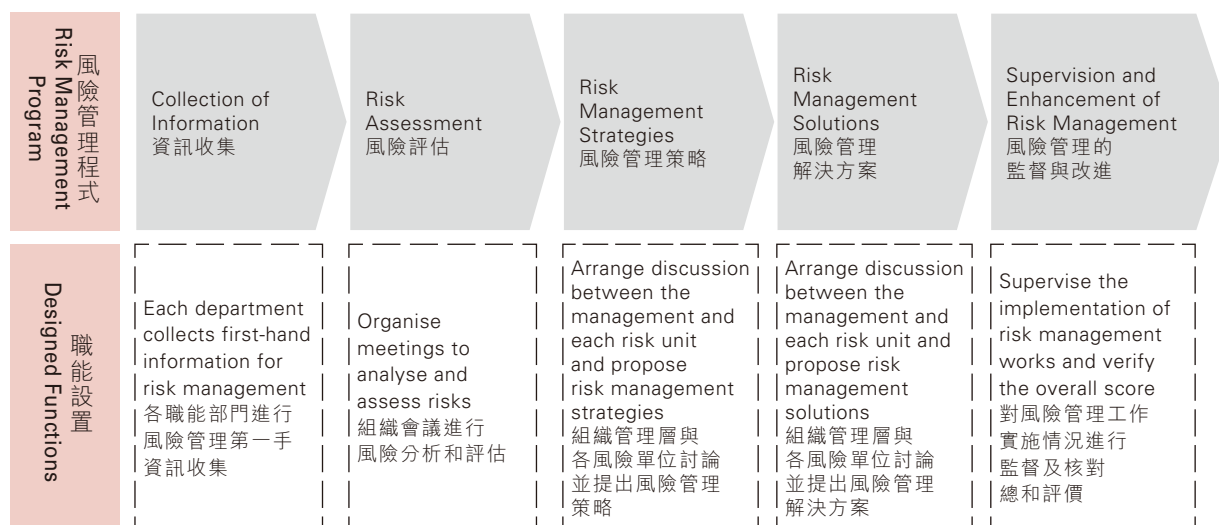 風險管理程式
Risk Management
Program
Collection of
Information
資訊收集
Risk
Assessment
風險評估
Risk
Management
Strategies
風險管理策略
Risk
Management
Solutions
風險管理
解決方案
Supervision and
Enhancement of
Risk Management
風險管理的
監督與改進
職能設置
Designed Functions
Each department
collects first-hand
information for
risk management
各職能部門進行
風險管理第一手
資訊收集
Organise
meetings to
analyse and
assess risks
組織會議進行
風險分析和評估
Arrange discussion
between the
management and
each risk unit
and propose
risk management
strategies
組織管理層與
各風險單位討論
並提出風險管理
策略
Arrange discussion
between the
management and
each risk unit and
propose risk
management
solutions
組織管理層與
各風險單位討論
並提出風險管理
解決方案
Supervise the
implementation of
risk management
works and verify
the overall score
對風險管理工作
實施情況進行
監督及核對
總和評價